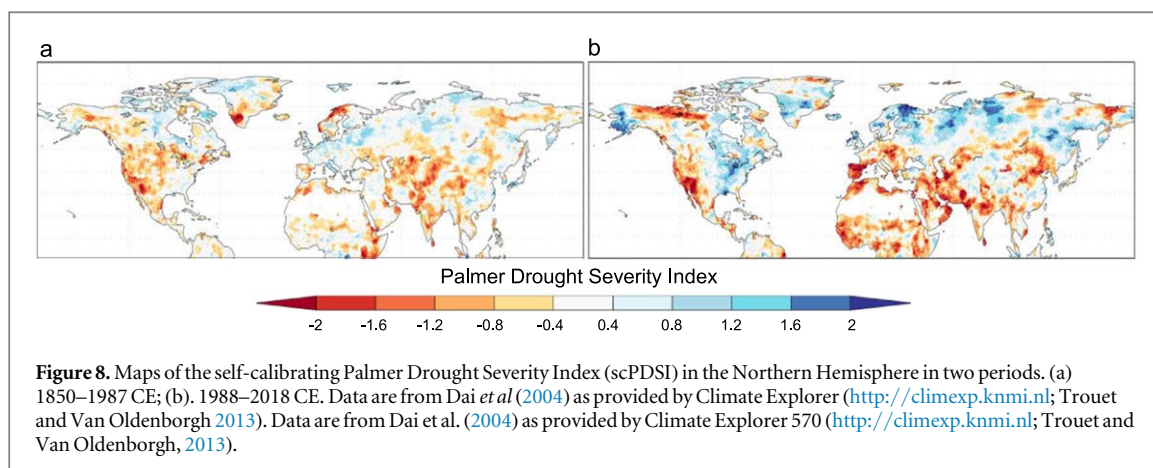 a
b
Palmer Drought Severity Index
-2 -1.6 -1.2 -0.8 -0.4 0.4 0.8 1.2 1.6 2
Figure 8. Maps of the self-calibrating Palmer Drought Severity Index (scPDSI) in the Northern Hemisphere in two periods. (a)
1850–1987 CE; (b). 1988–2018 CE. Data are from Dai et al (2004) as provided by Climate Explorer (http://climexp.knmi.nl; Trouet
and Van Oldenborgh 2013). Data are from Dai et al. (2004) as provided by Climate Explorer 570 (http://climexp.knmi.nl; Trouet and
Van Oldenborgh, 2013).